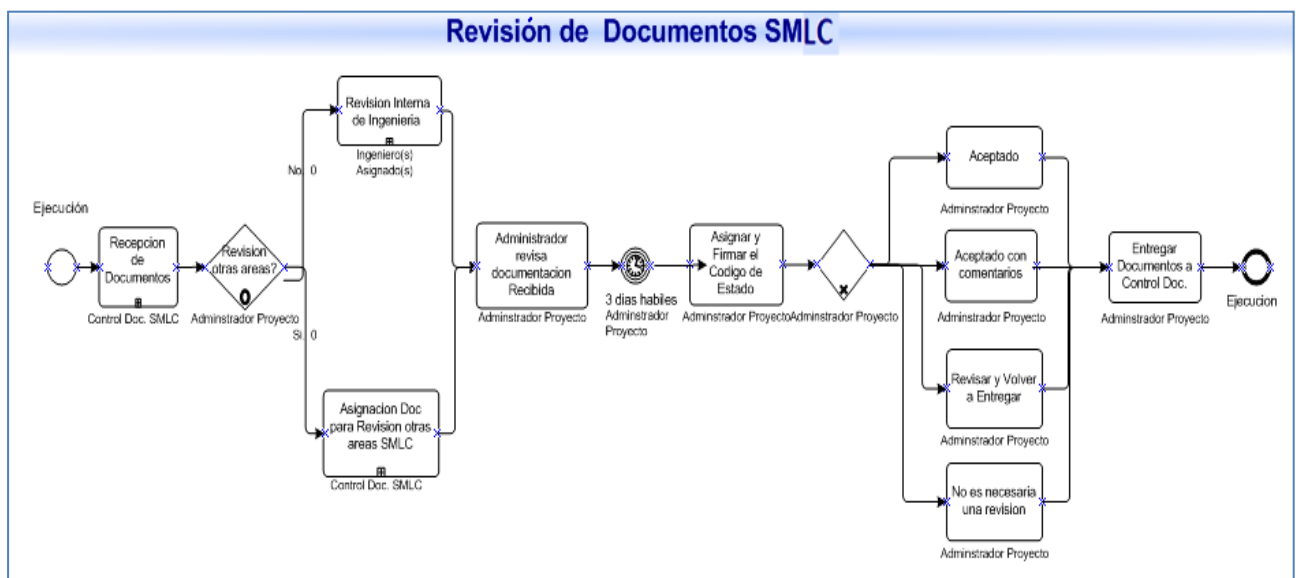 Revisión de Documentos SMLC
Ejecución
Recepcion
de
Documentos
Control Doc. SMLC
Revision
otras areas?
Adminstrador Proyecto
No. 0
Si. 0
Revision Interna
de Ingenieria
Ingeniero(s)
Asignado(s)
Asignacion Doc
para Revision otras
areas SMLC
Control Doc. SMLC
Administrador
revisa
documentacion
Recibida
Adminstrador Proyecto
3 dias habiles
Adminstrador
Proyecto
Asignar y
Firmar el
Codigo de
Estado
Adminstrador Proyecto
Adminstrador Proyecto
Aceptado
Adminstrador Proyecto
Aceptado con
comentarios
Adminstrador Proyecto
Revisar y Volver
a Entregar
Adminstrador Proyecto
No es necesaria
una revision
Adminstrador Proyecto
Entregar
Documentos a
Control Doc.
Adminstrador Proyecto
Ejecucion